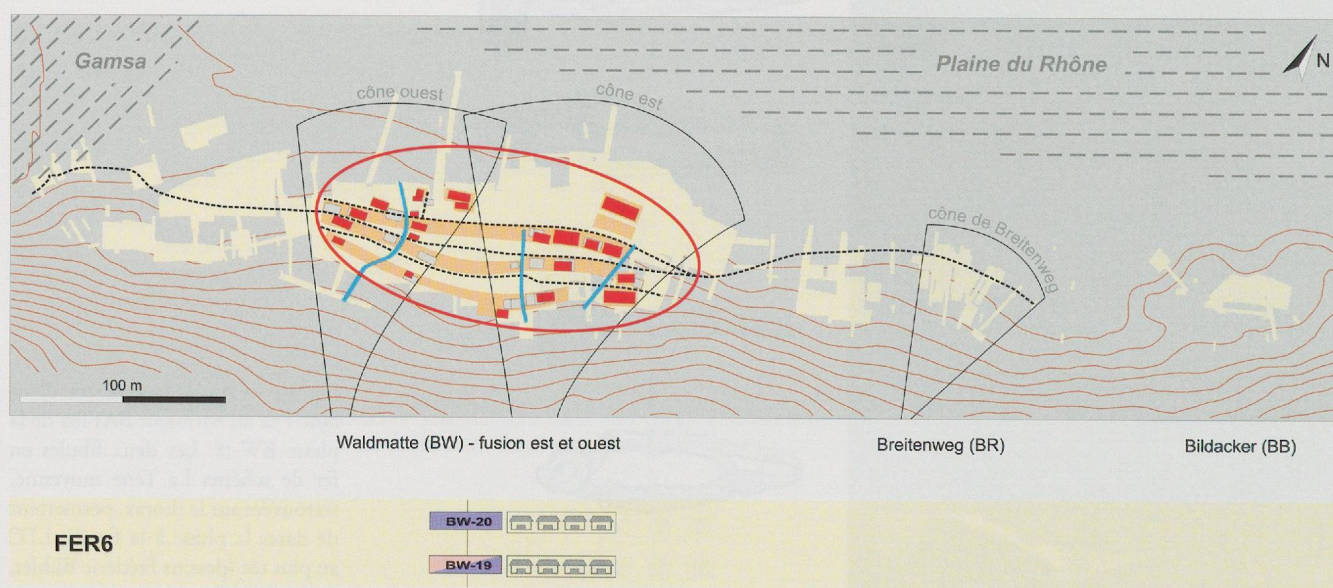 Gamsa
Plaine du Rhône
N
cône ouest
cône est
cône de Breitenweg
100 m
Waldmatte (BW) - fusion est et ouest
Breitenweg (BR)
Bildacker (BB)
FER6
BW-20
BW-19